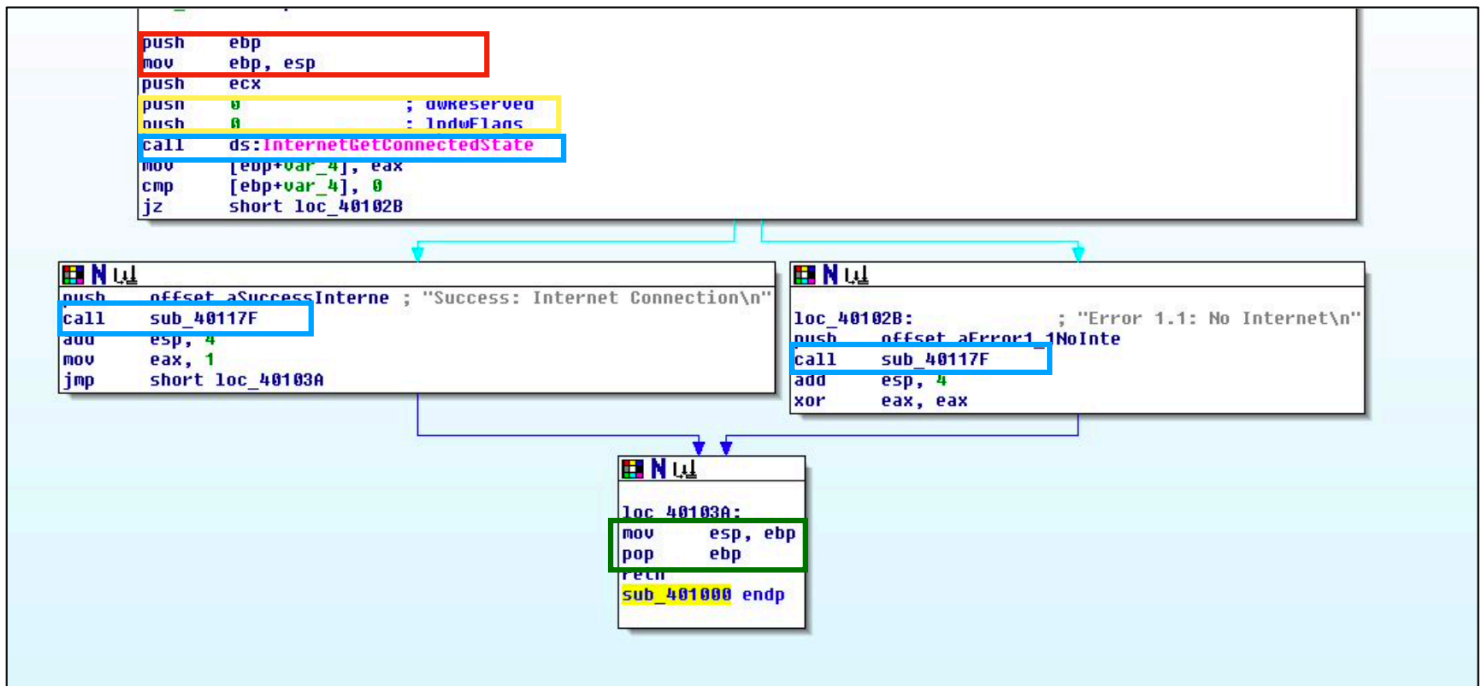 push ebp
mov ebp, esp
push ecx
push 0 ; dwReserved
push 0 ; lpdwFlags
call ds:InternetGetConnectedState
mov [ebp+var_4], eax
cmp [ebp+var_4], 0
jz short loc_40102B
push offset aSuccessInterne ; "Success: Internet Connection\n"
call sub_40117F
add esp, 4
mov eax, 1
jmp short loc_40103A
loc_40102B: ; "Error 1.1: No Internet\n"
push offset aError1_1NoInte
call sub_40117F
add esp, 4
xor eax, eax
loc_40103A:
mov esp, ebp
pop ebp
retn
sub_401000 endp